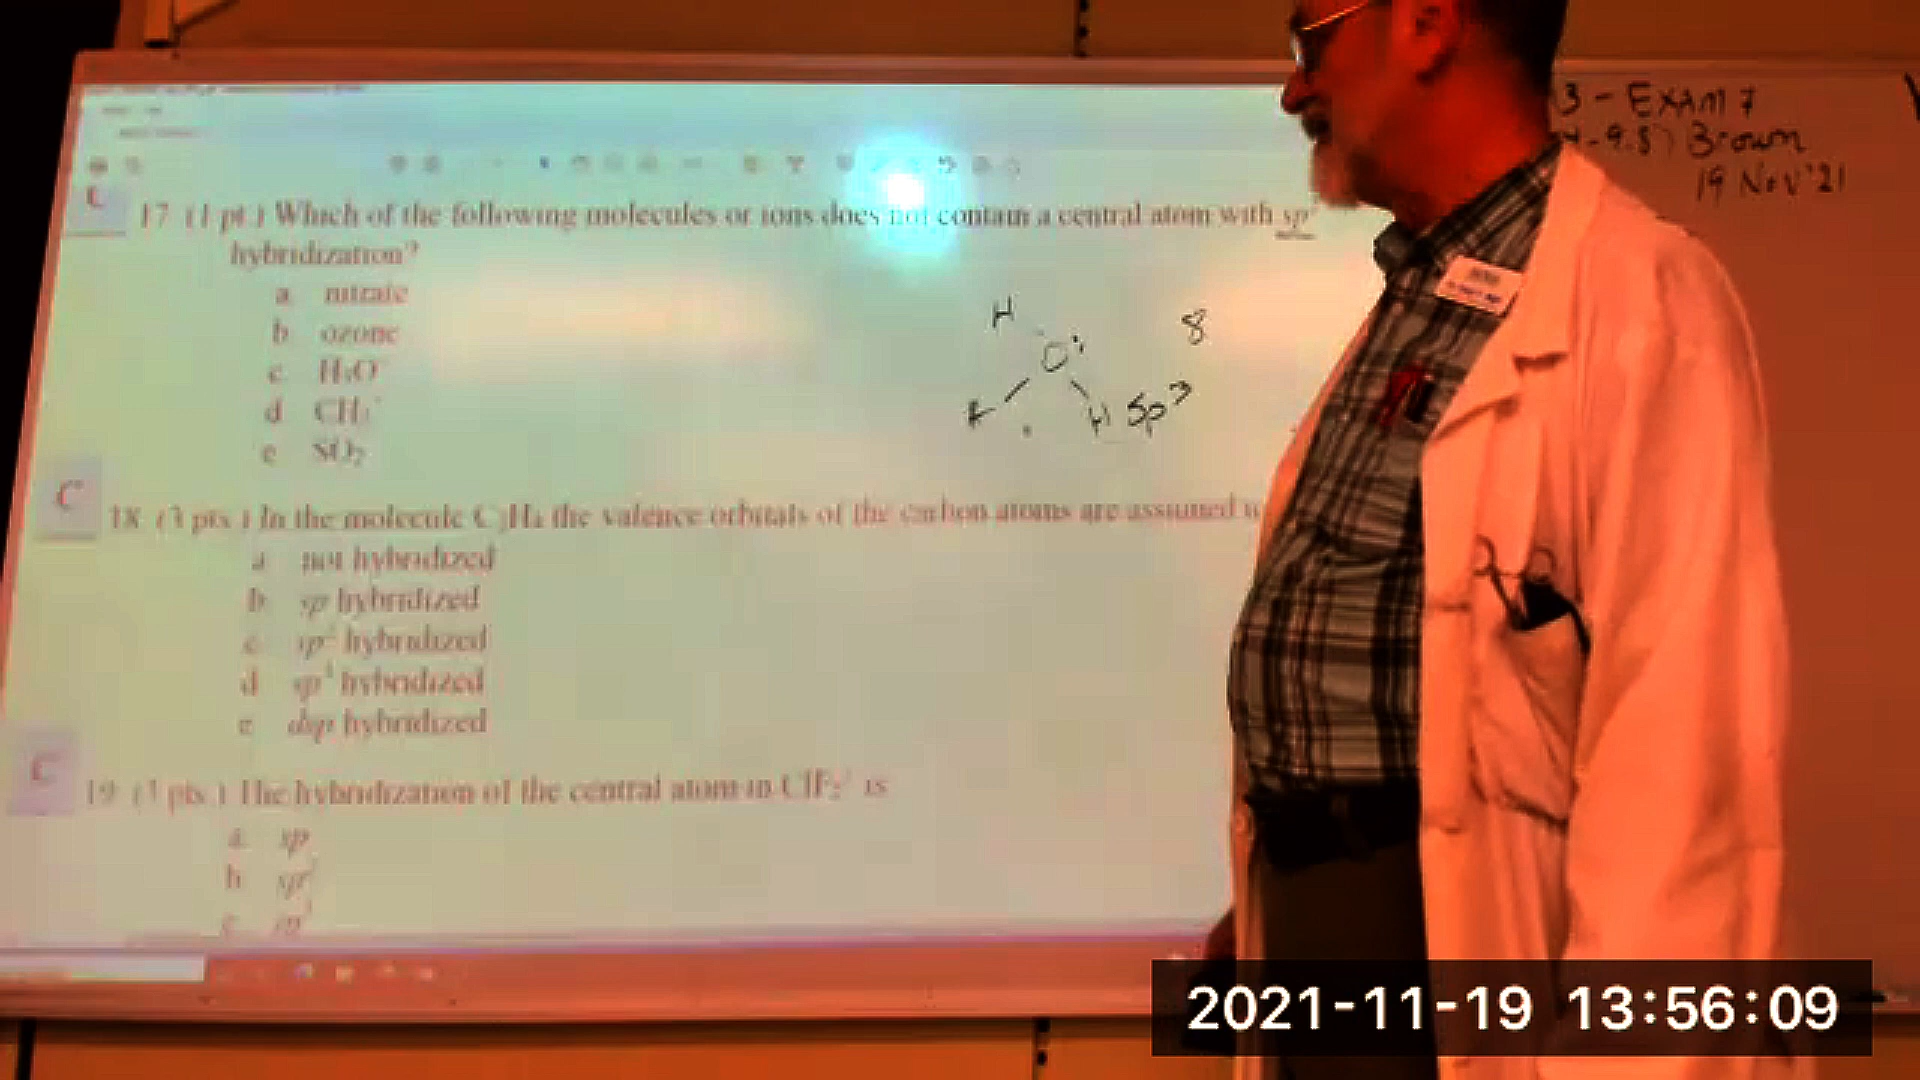 3 - EXAM 7
-9.8) Brown
19 Nov '21
C
17 (1 pt.) Which of the following molecules or ions does not contain a central atom with sp²
hybridization?
a nitrate
b ozone
c H₃O⁺
d CH₃⁺
e SO₂
H
O:
8
H
H sp³
C
18 (3 pts.) In the molecule C₂H₄ the valence orbitals of the carbon atoms are assumed
a not hybridized
b sp hybridized
c sp² hybridized
d sp³ hybridized
e dsp hybridized
C
19 (3 pts.) The hybridization of the central atom in ClF₂⁺ is
a sp
b sp²
c sp³
2021-11-19 13:56:09